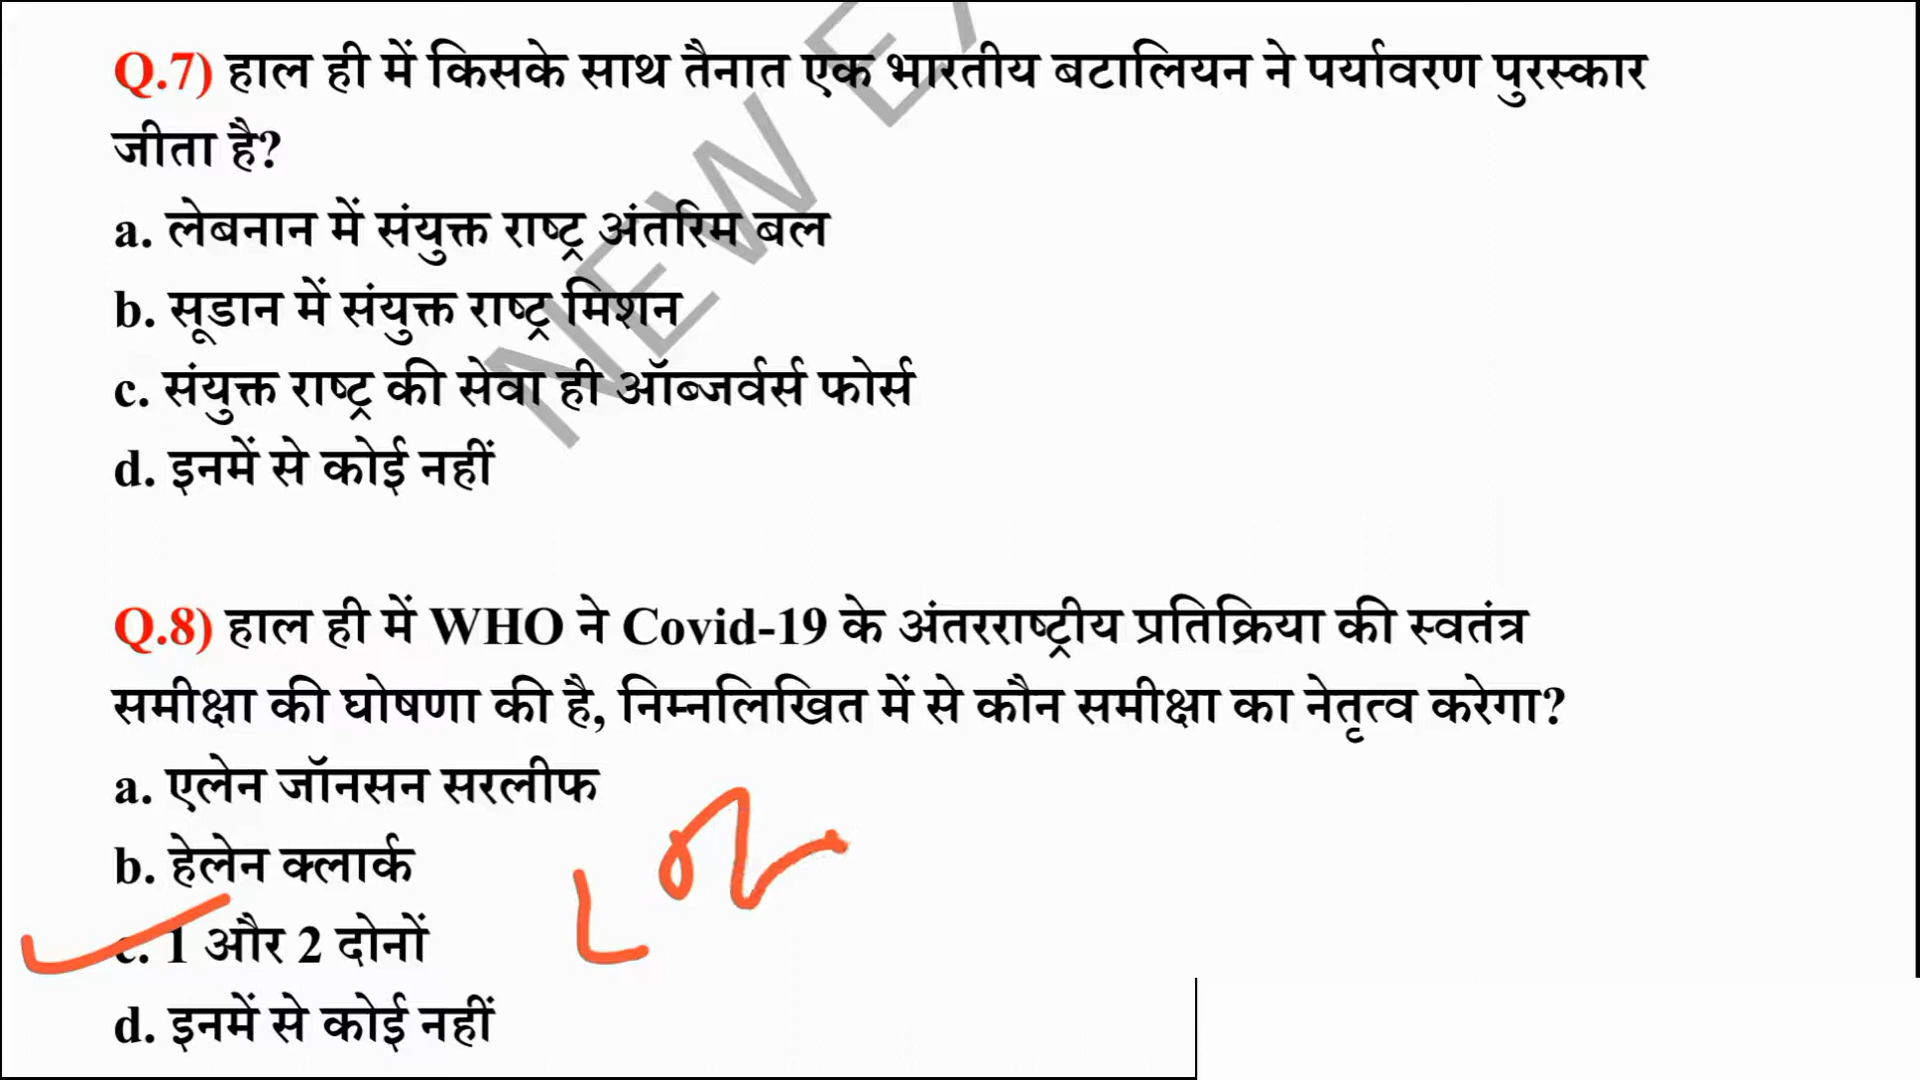 Q.7) हाल ही में किसके साथ तैनात एक भारतीय बटालियन ने पर्यावरण पुरस्कार
जीता है?
a. लेबनान में संयुक्त राष्ट्र अंतरिम बल
b. सूडान में संयुक्त राष्ट्र मिशन
c. संयुक्त राष्ट्र की सेवा ही ऑब्जर्वर्स फोर्स
d. इनमें से कोई नहीं
NEW EX
Q.8) हाल ही में WHO ने Covid-19 के अंतरराष्ट्रीय प्रतिक्रिया की स्वतंत्र
समीक्षा की घोषणा की है, निम्नलिखित में से कौन समीक्षा का नेतृत्व करेगा?
a. एलेन जॉनसन सरलीफ
b. हेलेन क्लार्क
c. 1 और 2 दोनों
d. इनमें से कोई नहीं